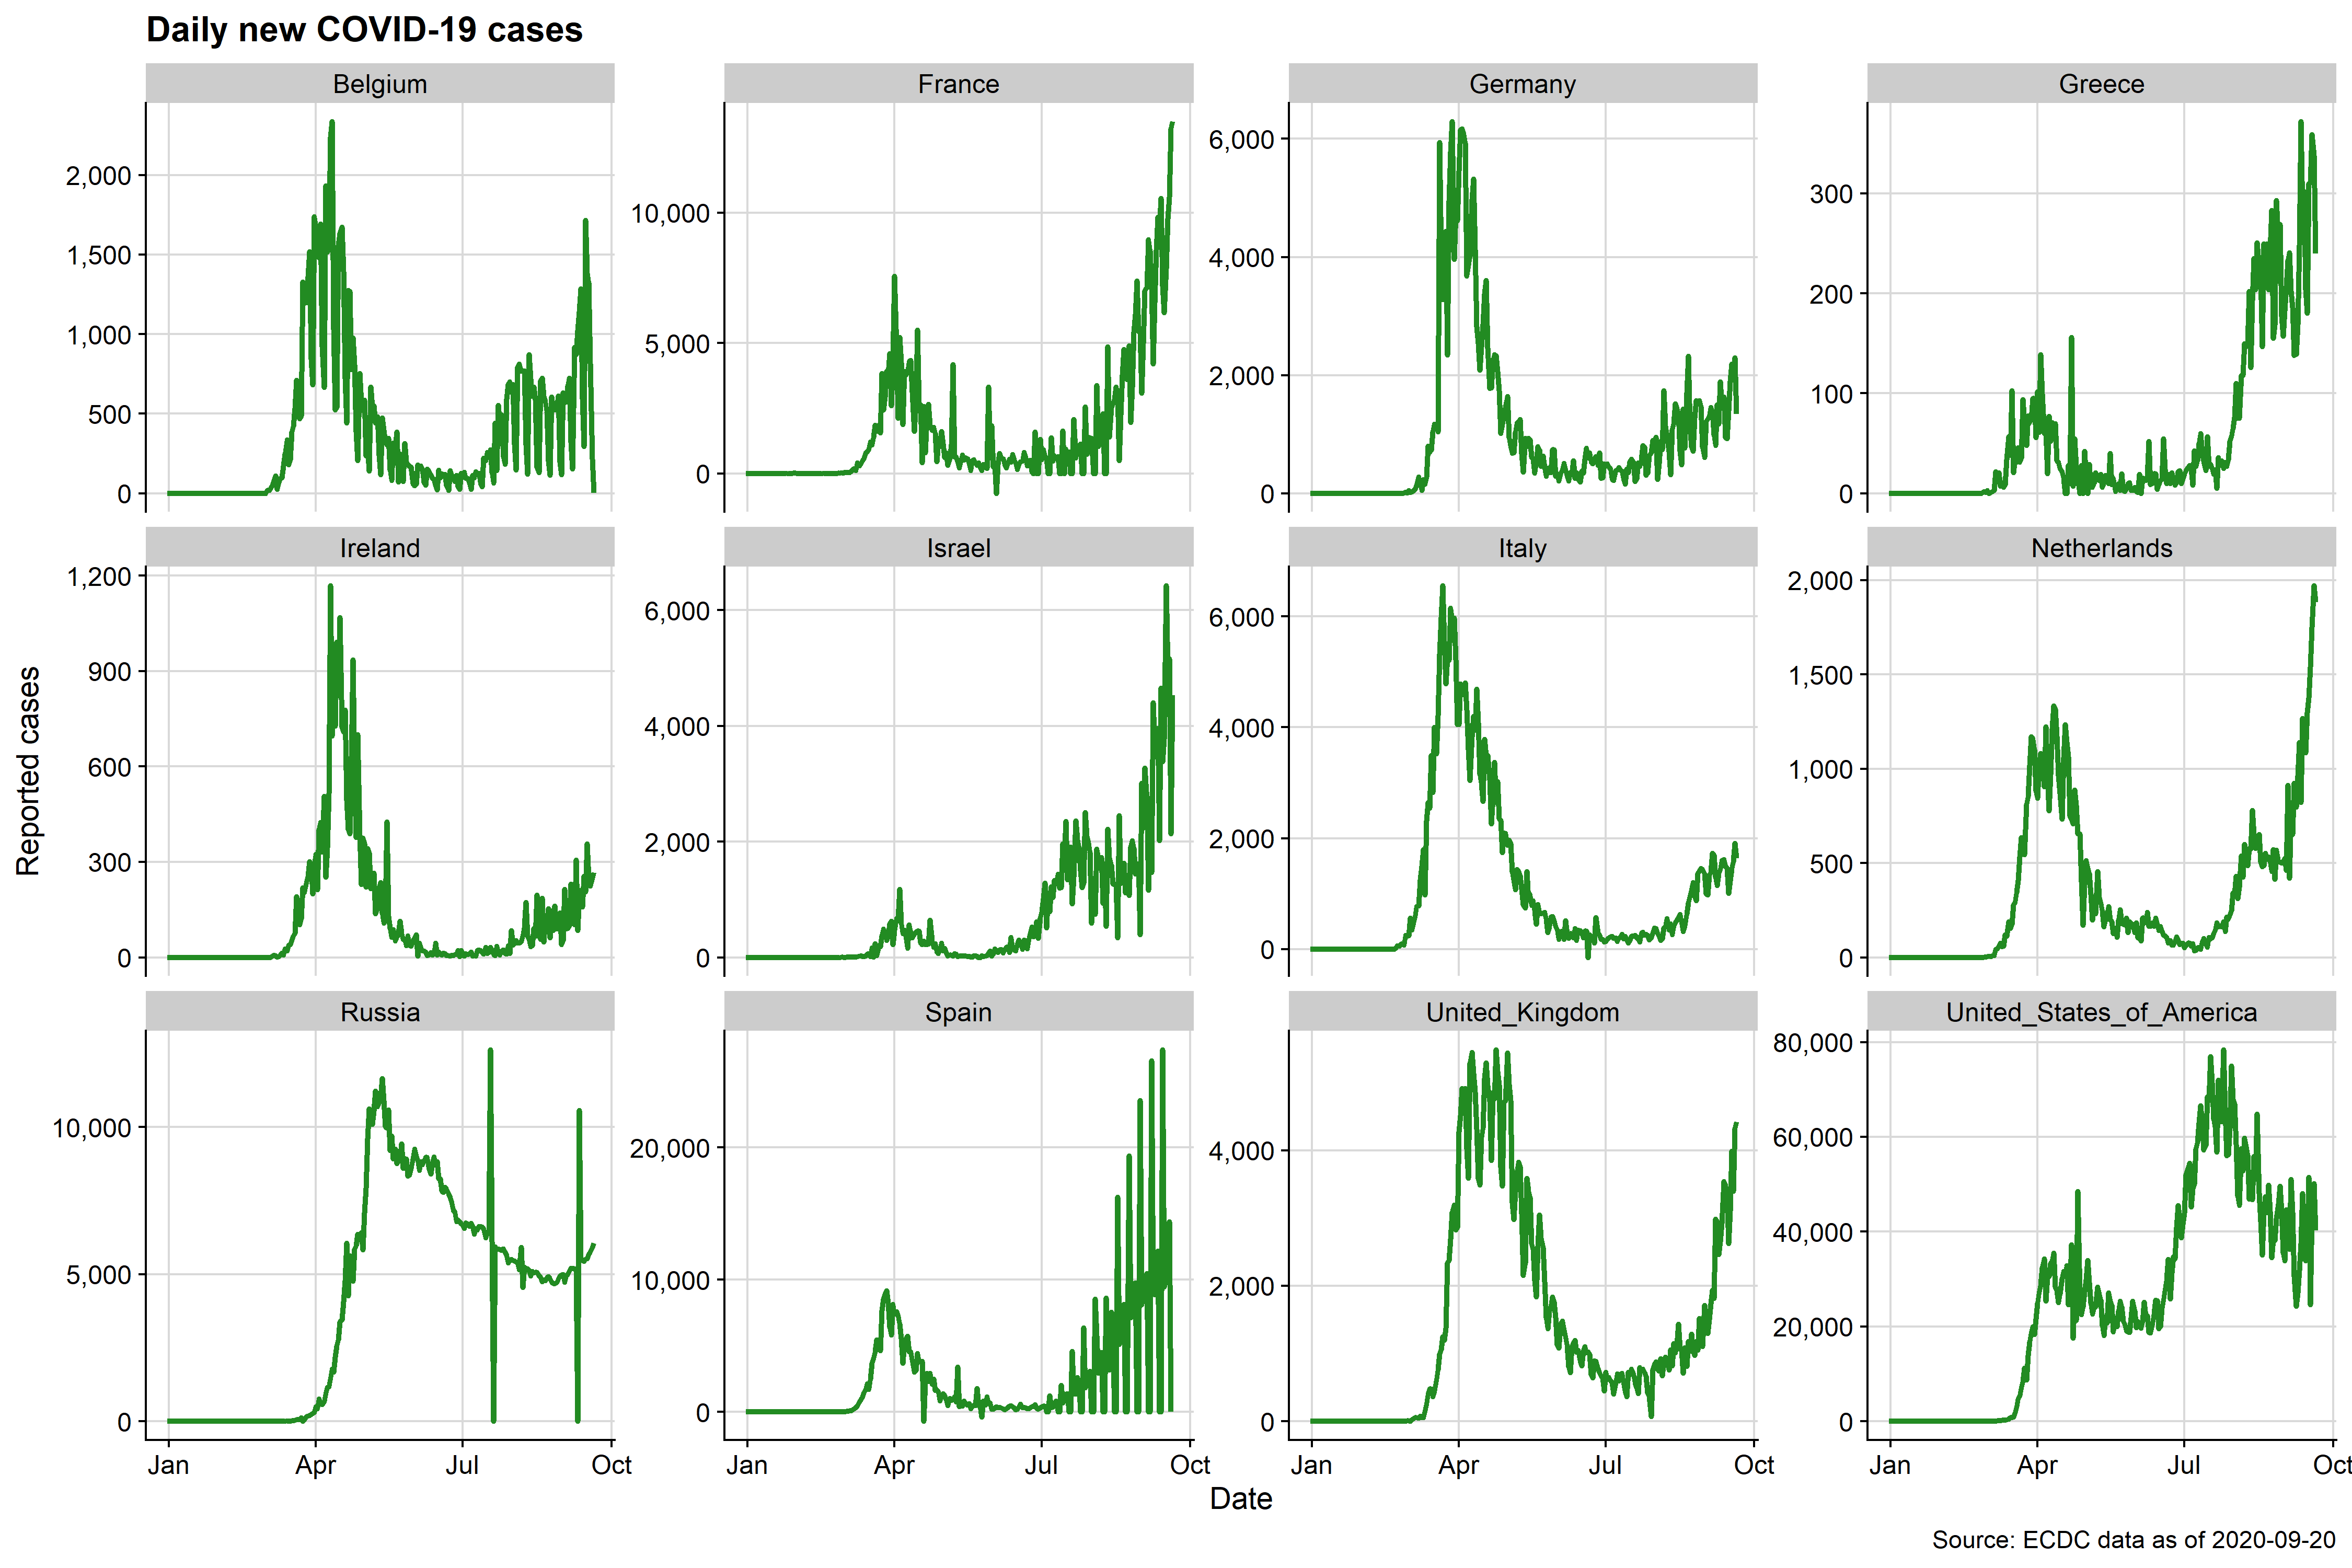 Daily new COVID-19 cases
Belgium
France
Germany
Greece
2,000
1,500
1,000
500
0
10,000
5,000
0
6,000
4,000
2,000
0
300
200
100
0
Ireland
Israel
Italy
Netherlands
1,200
900
600
300
0
6,000
4,000
2,000
0
6,000
4,000
2,000
0
2,000
1,500
1,000
500
0
Reported cases
Russia
Spain
United_Kingdom
United_States_of_America
10,000
5,000
0
20,000
10,000
0
4,000
2,000
0
80,000
60,000
40,000
20,000
0
Jan Apr Jul Oct
Jan Apr Jul Oct
Jan Apr Jul Oct
Jan Apr Jul Oct
Date
Source: ECDC data as of 2020-09-20